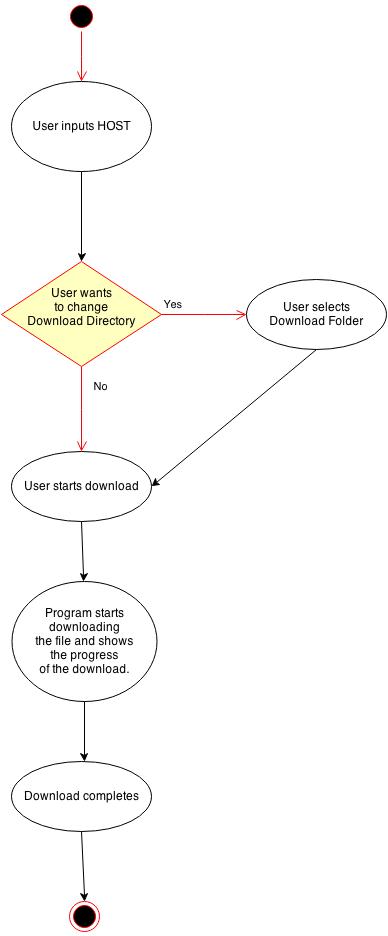 User inputs HOST
User wants
to change
Download Directory
Yes
User selects
Download Folder
No
User starts download
Program starts
downloading
the file and shows
the progress
of the download.
Download completes